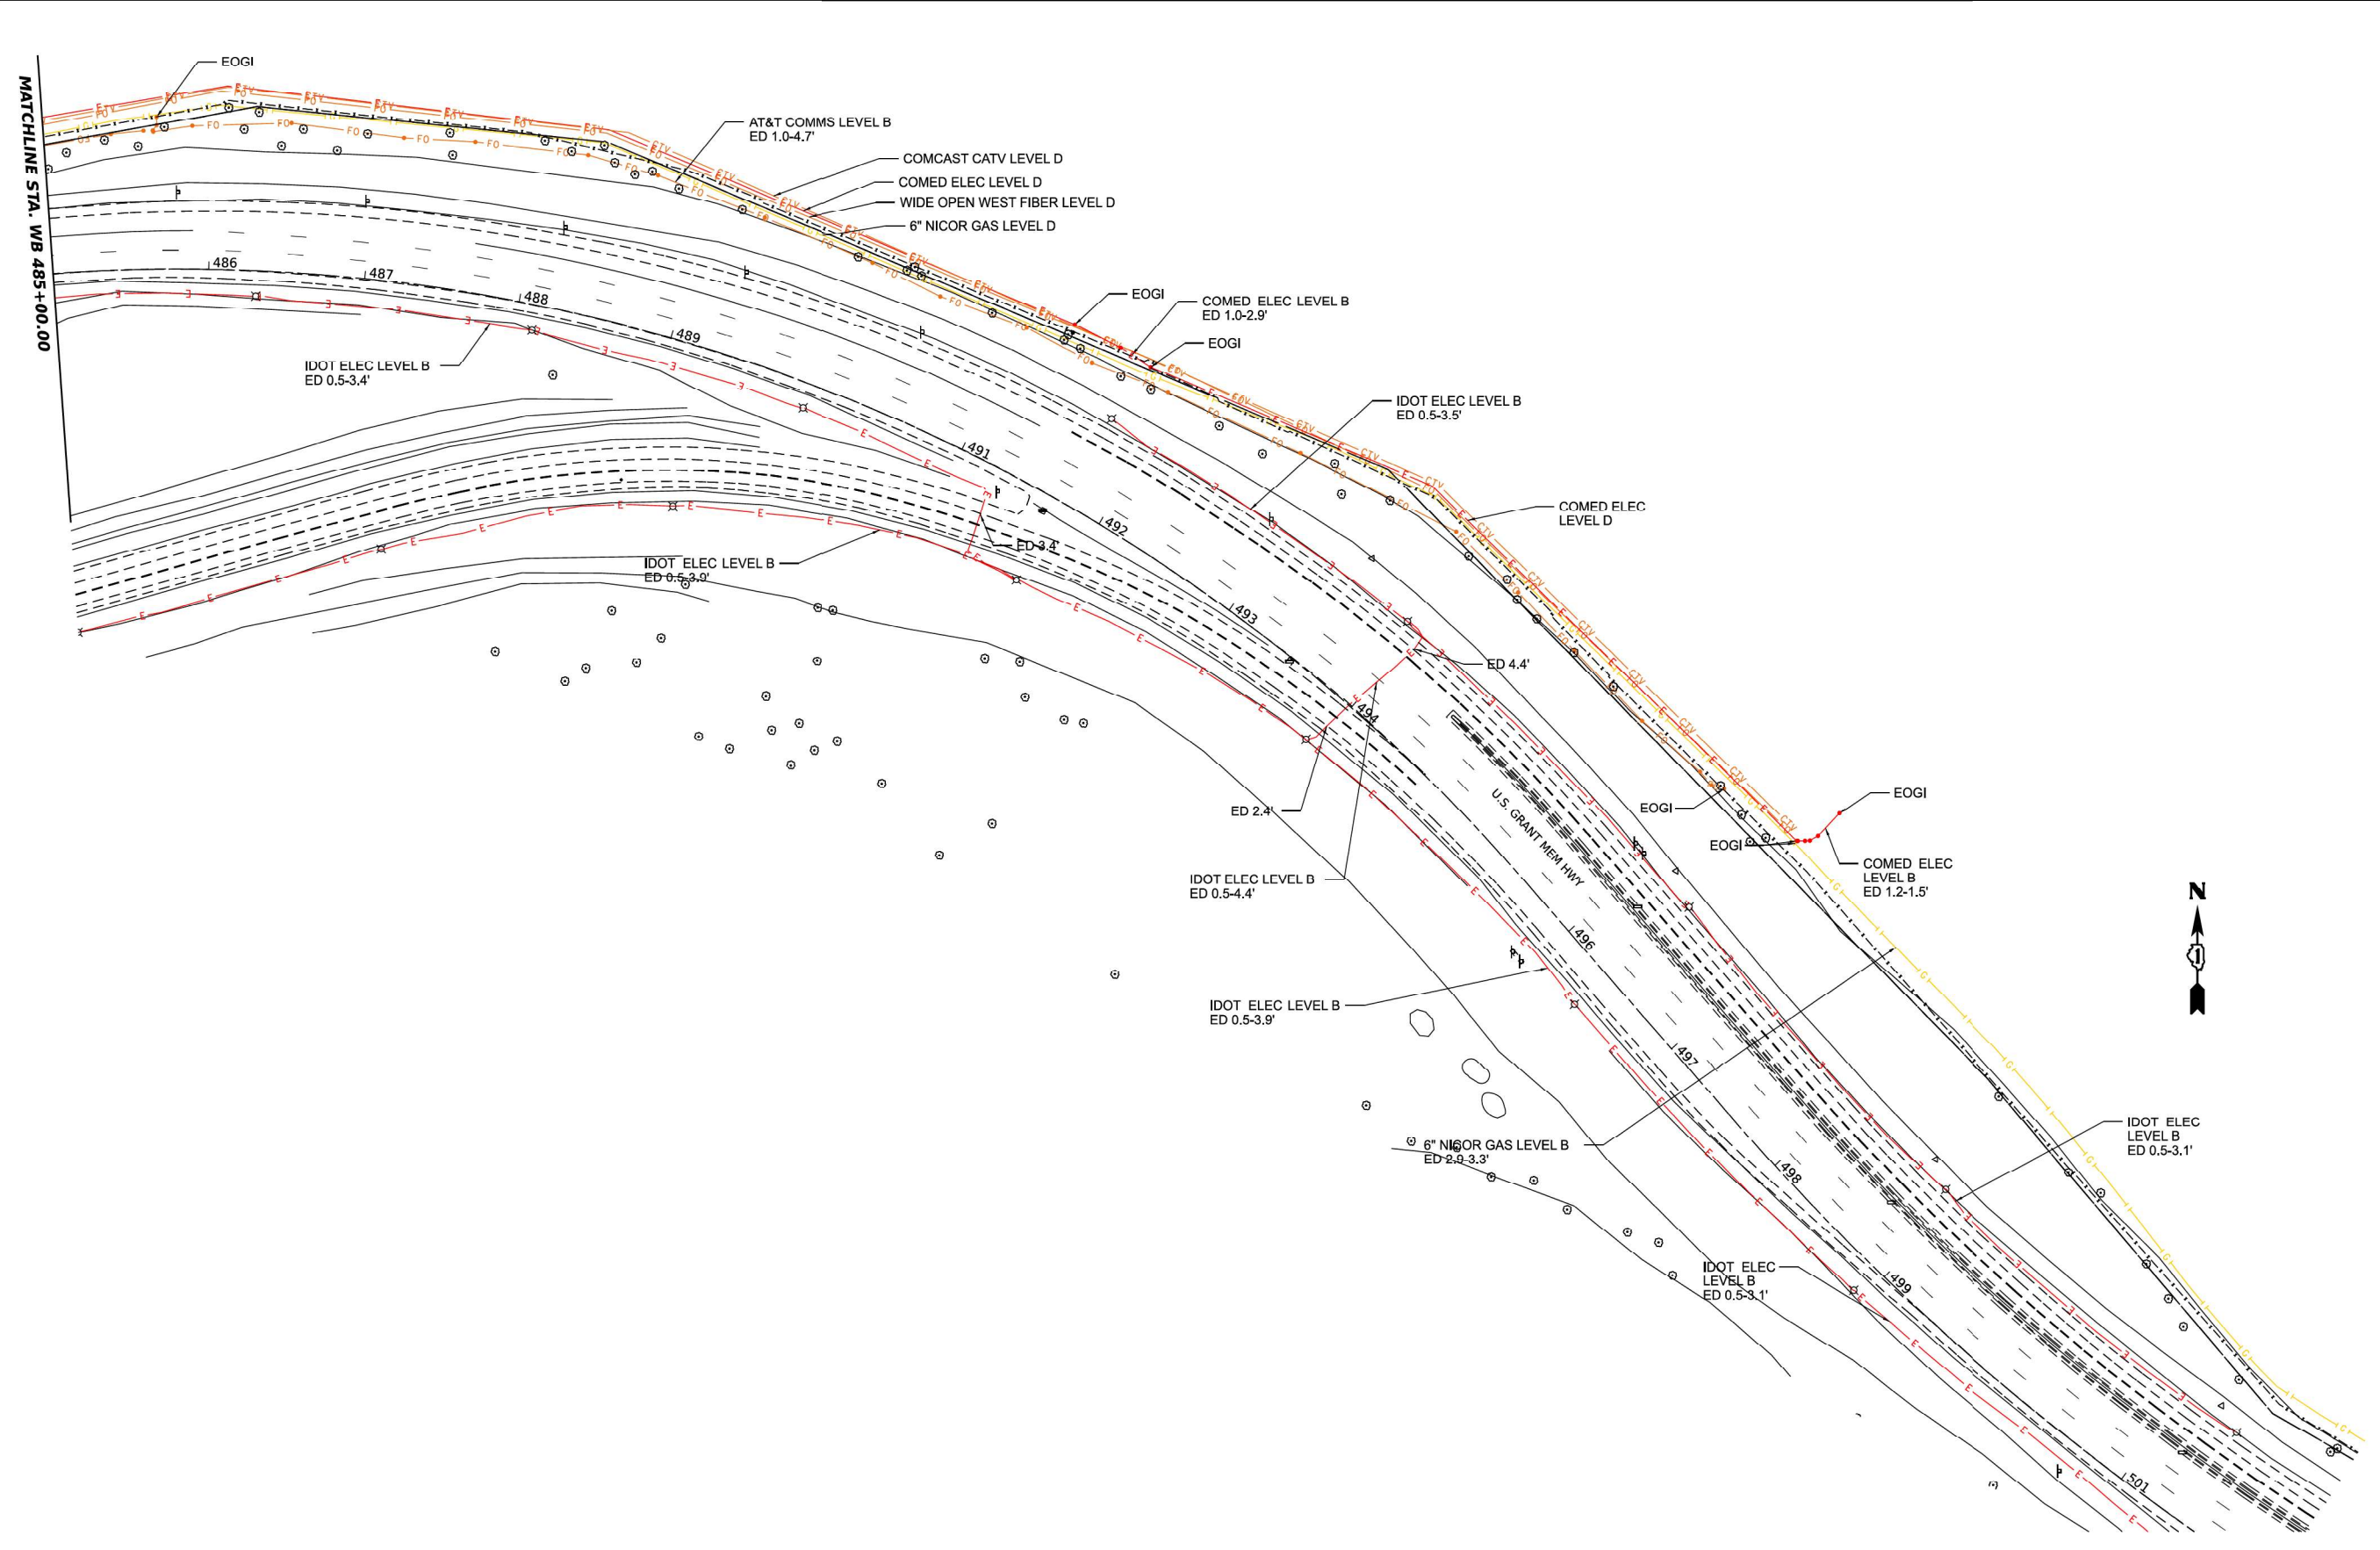 EOGI
MATCHLINE STA. WB 485+00.00
AT&T COMMS LEVEL B
ED 1.0-4.7'
COMCAST CATV LEVEL D
COMED ELEC LEVEL D
WIDE OPEN WEST FIBER LEVEL D
6" NICOR GAS LEVEL D
486
487
488
489
EOGI
COMED ELEC LEVEL B
ED 1.0-2.9'
EOGI
IDOT ELEC LEVEL B
ED 0.5-3.4'
IDOT ELEC LEVEL B
ED 0.5-3.5'
491
492
COMED ELEC
LEVEL D
ED 3.4'
IDOT ELEC LEVEL B
ED 0.5-3.9'
493
ED 4.4'
494
U.S. GRANT MEM HWY
ED 2.4'
EOGI
EOGI
EOGI
COMED ELEC
LEVEL B
ED 1.2-1.5'
IDOT ELEC LEVEL B
ED 0.5-4.4'
N
496
IDOT ELEC LEVEL B
ED 0.5-3.9'
497
6" NICOR GAS LEVEL B
ED 2.9-3.3'
IDOT ELEC
LEVEL B
ED 0.5-3.1'
498
IDOT ELEC
LEVEL B
ED 0.5-3.1'
499
501